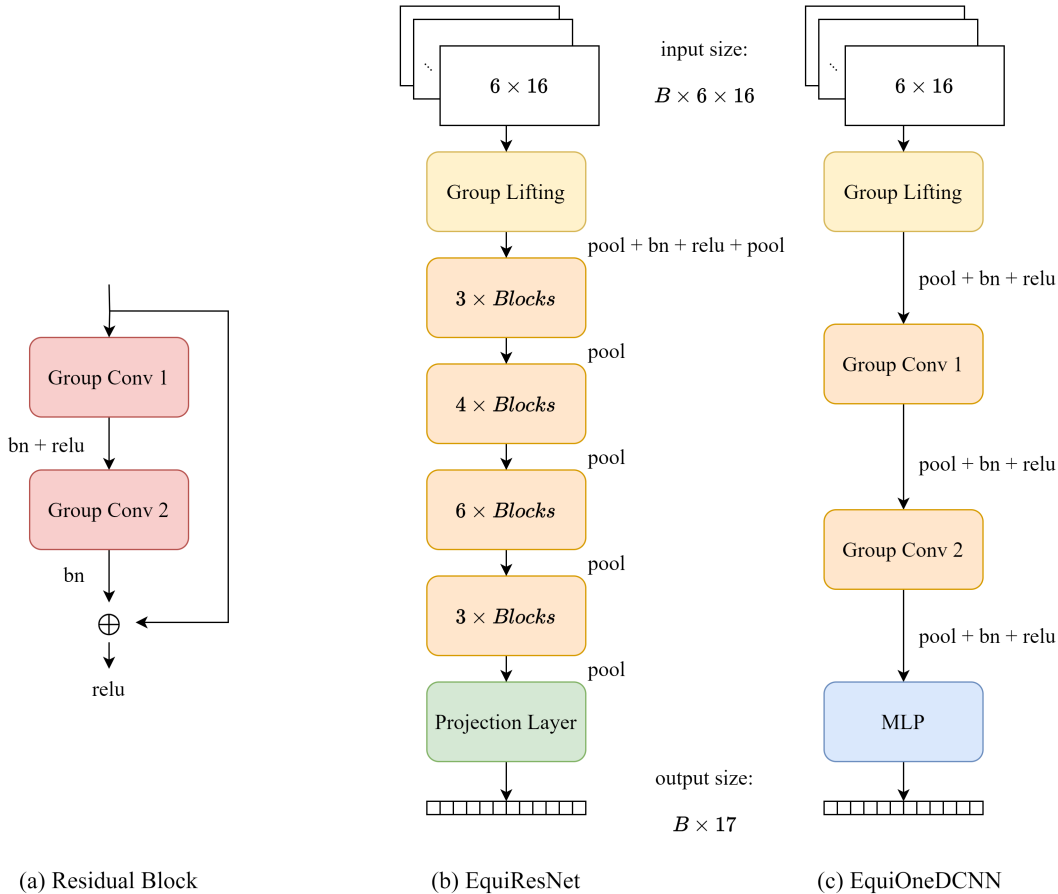 Group Conv 1
bn + relu
Group Conv 2
bn
⊕
relu
(a) Residual Block
⋱
6 × 16
Group Lifting
pool + bn + relu + pool
3 × Blocks
pool
4 × Blocks
pool
6 × Blocks
pool
3 × Blocks
pool
Projection Layer
(b) EquiResNet
input size:
B × 6 × 16
output size:
B × 17
⋱
6 × 16
Group Lifting
pool + bn + relu
Group Conv 1
pool + bn + relu
Group Conv 2
pool + bn + relu
MLP
(c) EquiOneDCNN